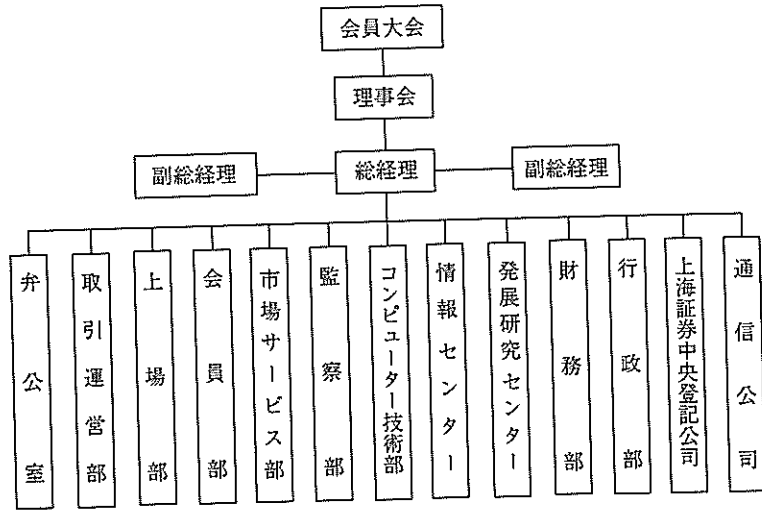 会員大会
理事会
副総経理
総経理
副総経理
弁公室
取引運営部
上場部
会員部
市場サービス部
監察部
コンピューター技術部
情報センター
発展研究センター
財務部
行政部
上海証券中央登記公司
通信公司